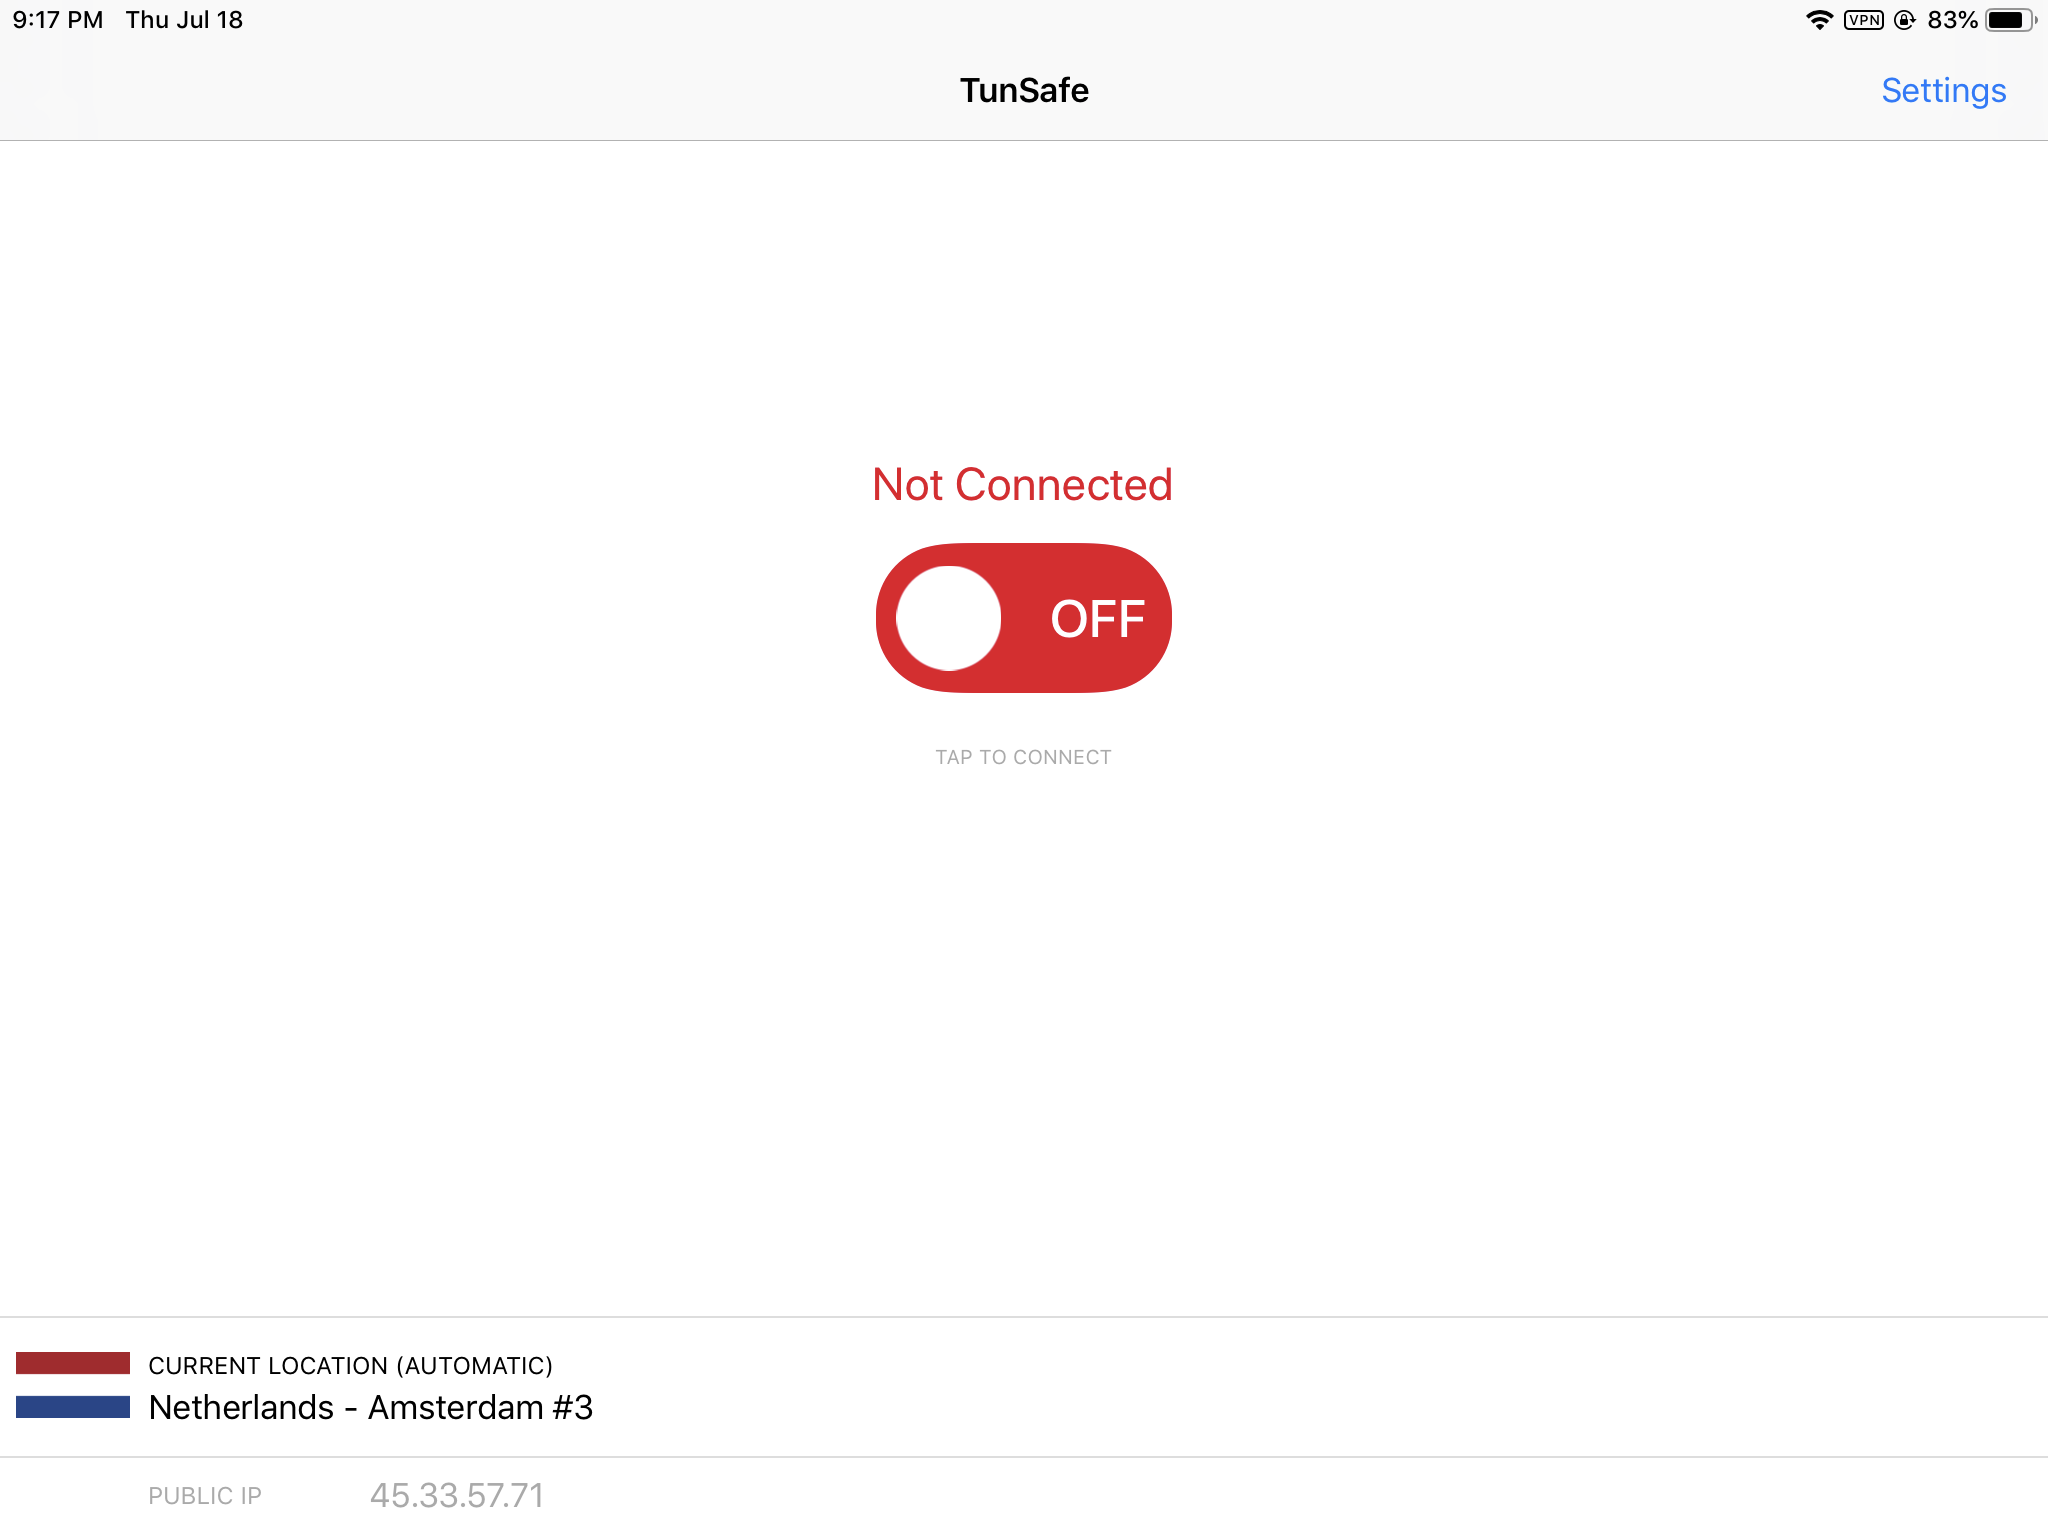 9:17 PM Thu Jul 18
VPN 83%
TunSafe
Settings
Not Connected
OFF
TAP TO CONNECT
CURRENT LOCATION (AUTOMATIC)
Netherlands - Amsterdam #3
PUBLIC IP 45.33.57.71